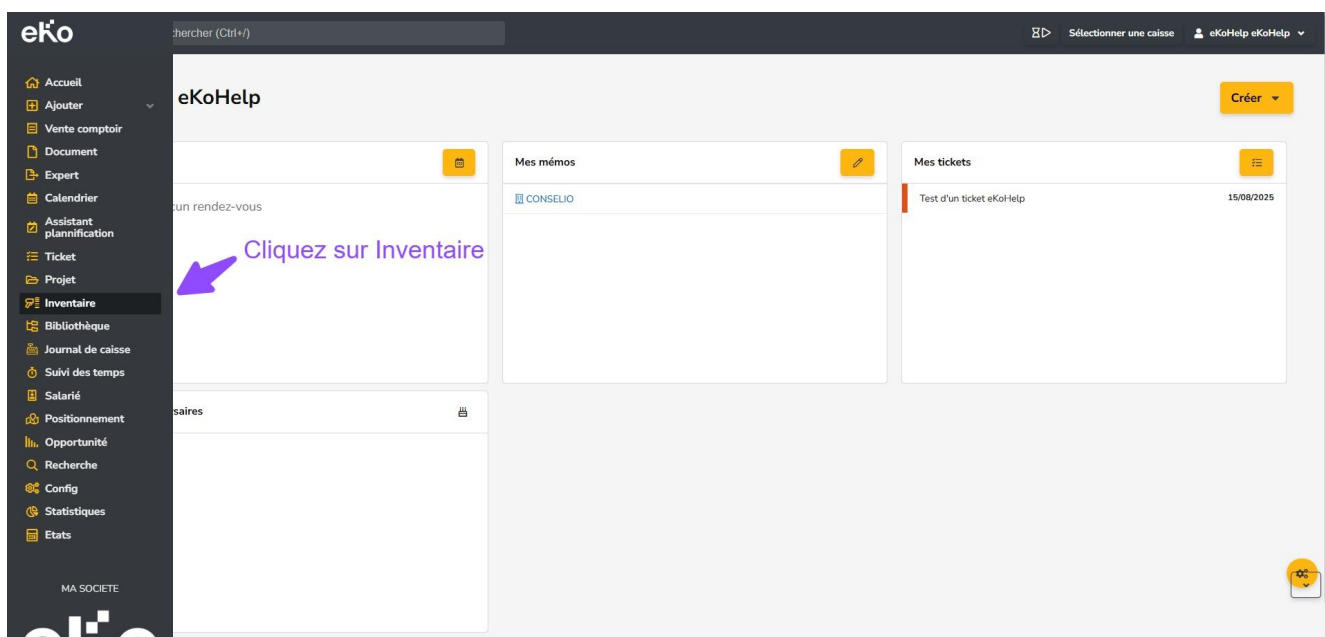 eko
chercher (Ctrl+/)
Sélectionner une caisse
eKoHelp eKoHelp
Accueil
Ajouter
Vente comptoir
Document
Expert
Calendrier
Assistant
plannification
Ticket
Projet
Inventaire
Bibliothèque
Journal de caisse
Suivi des temps
Salarié
Positionnement
Opportunité
Recherche
Config
Statistiques
Etats
MA SOCIETE
eko
eKoHelp
Créer
cun rendez-vous
Cliquez sur Inventaire
Mes mémos
CONSELIO
Mes tickets
Test d'un ticket eKoHelp
15/08/2025
saires